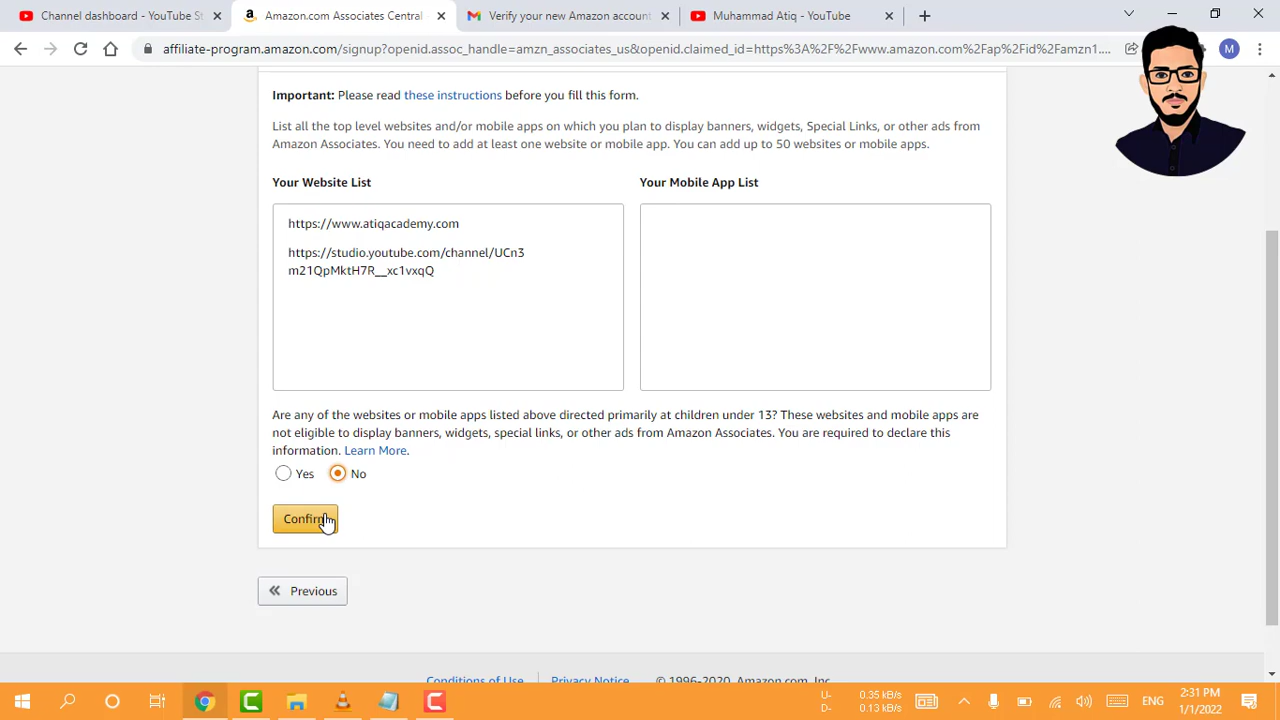 Channel dashboard - YouTube St
Amazon.com Associates Central -
Verify your new Amazon account
Muhammad Atiq - YouTube
affiliate-program.amazon.com/signup?openid.assoc_handle=amzn_associates_us&openid.claimed_id=https%3A%2F%2Fwww.amazon.com%2Fap%2Fid%2Famzn1....
M
Important: Please read these instructions before you fill this form.
List all the top level websites and/or mobile apps on which you plan to display banners, widgets, Special Links, or other ads from
Amazon Associates. You need to add at least one website or mobile app. You can add up to 50 websites or mobile apps.
Your Website List
Your Mobile App List
https://www.atiqacademy.com
https://studio.youtube.com/channel/UCn3
m21QpMktH7R__xc1vxqQ
Are any of the websites or mobile apps listed above directed primarily at children under 13? These websites and mobile apps are
not eligible to display banners, widgets, special links, or other ads from Amazon Associates. You are required to declare this
information. Learn More.
Yes
No
Confirm
Previous
Conditions of Use
Privacy Notice
© 1996-2020, Amazon.com, Inc.
U-
0.35 kB/s
D-
0.13 kB/s
ENG
2:31 PM
1/1/2022